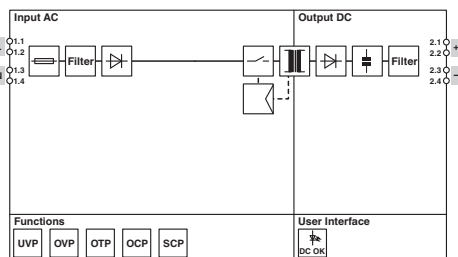 Input AC
Output DC
1.1
1.2
1.3
1.4
Filter
Filter
2.1
2.2
2.3
2.4
+
–
Functions
UVP
OVP
OTP
OCP
SCP
User Interface
DC OK